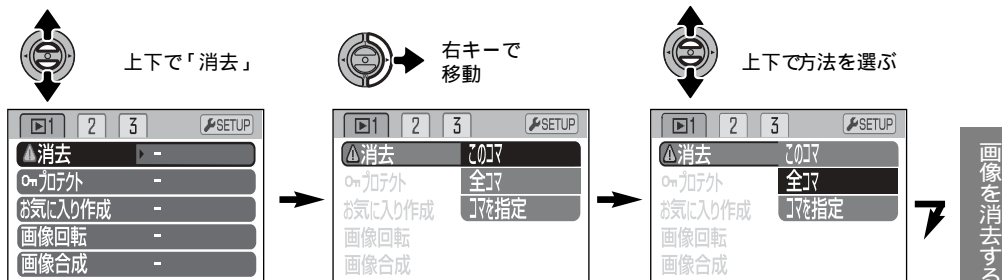 上下で「消去」
1 2 3 SETUP
消去 -
プロテクト -
お気に入り作成 -
画像回転 -
画像合成 -
右キーで
移動
1 2 3 SETUP
消去 このコマ
プロテクト 全コマ
お気に入り作成 コマを指定
画像回転
画像合成
上下で方法を選ぶ
1 2 3 SETUP
消去 このコマ
プロテクト 全コマ
お気に入り作成 コマを指定
画像回転
画像合成
画像を消去する